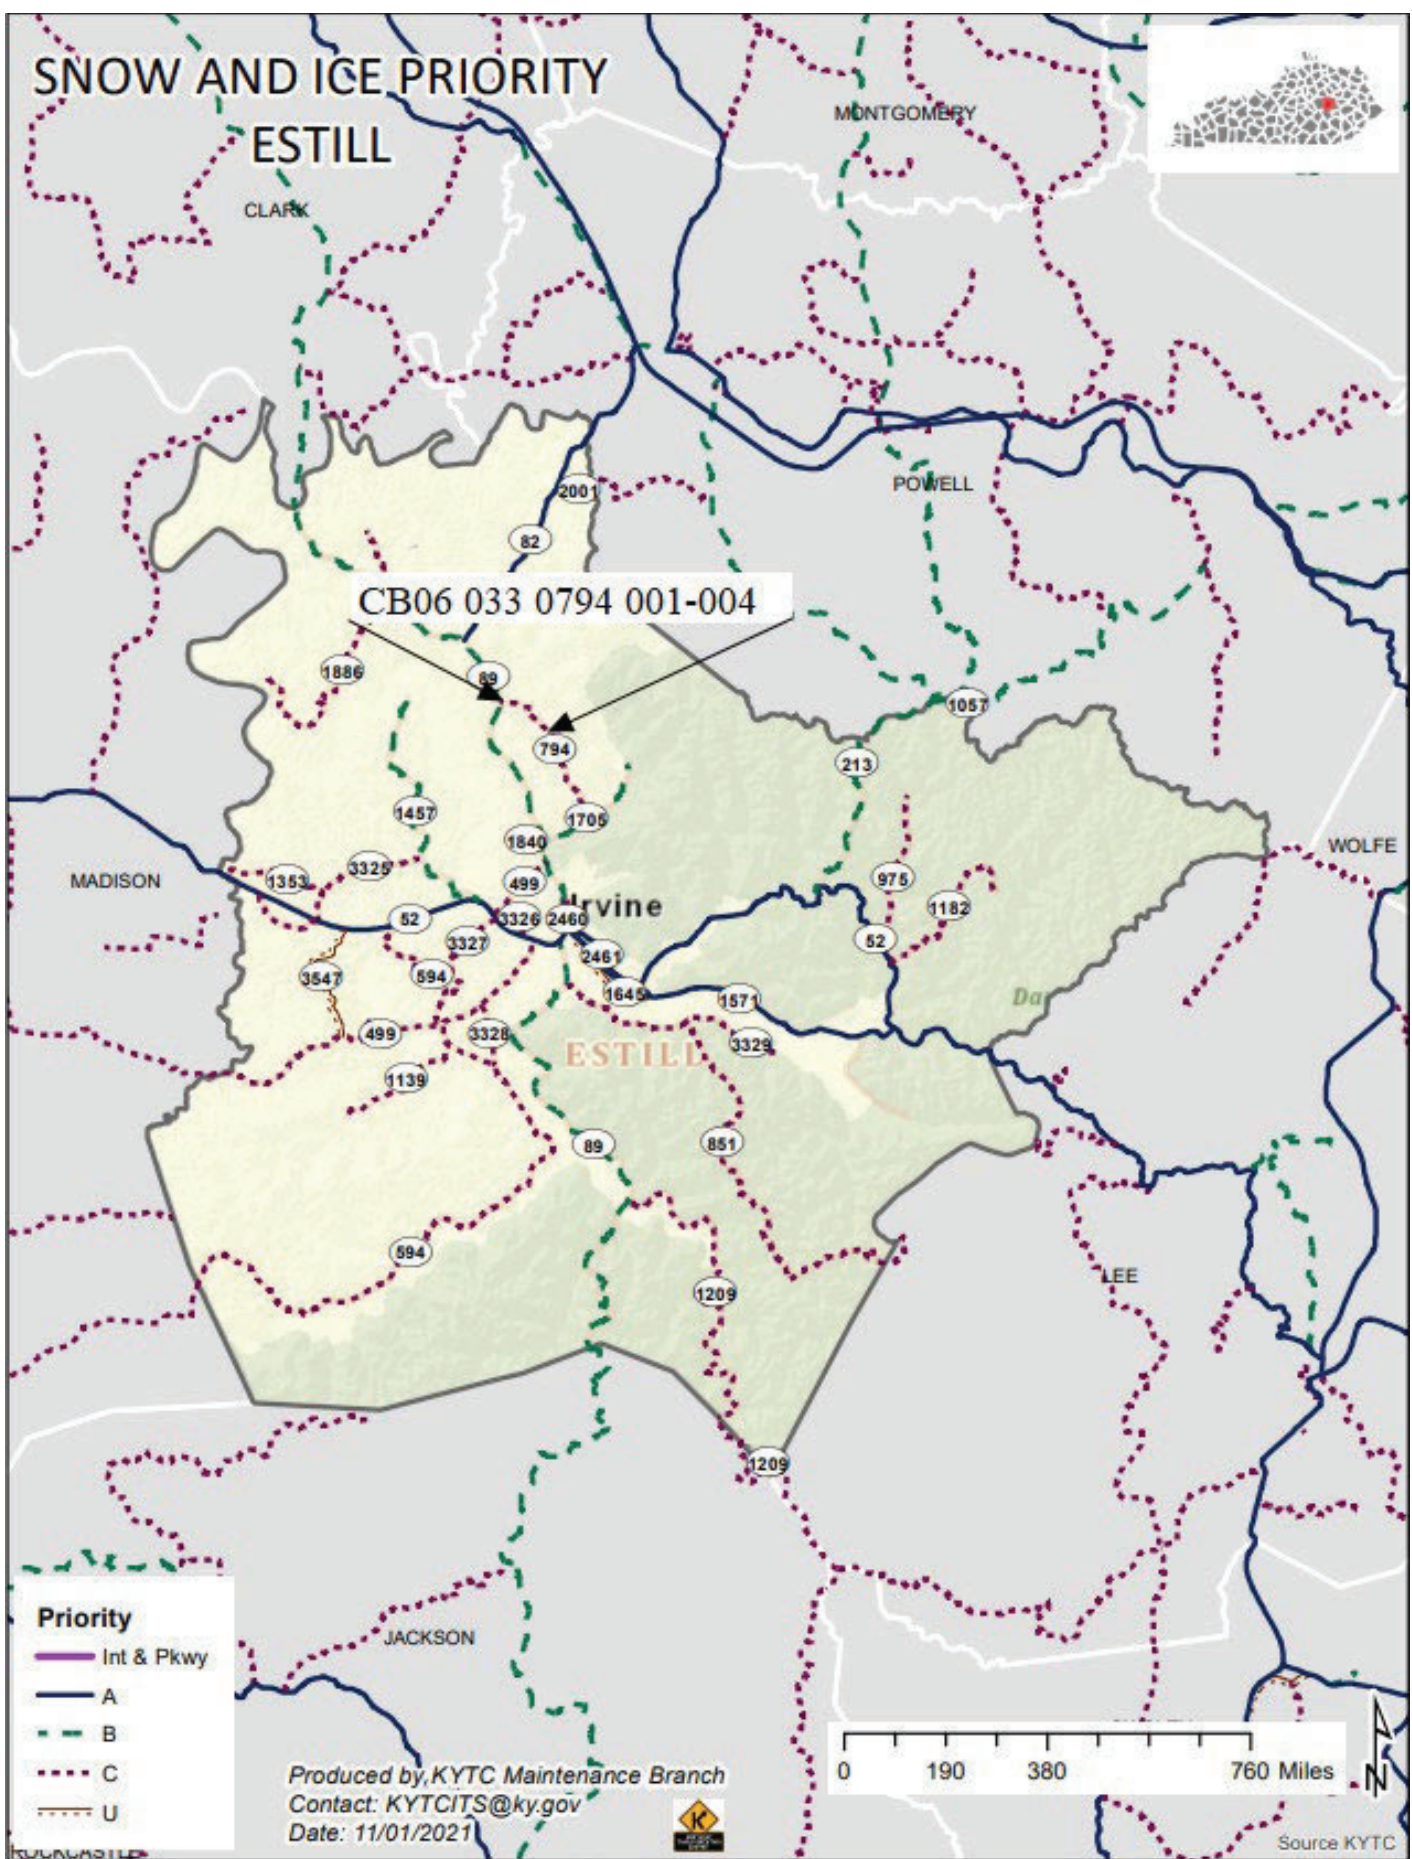 SNOW AND ICE PRIORITY
ESTILL
MONTGOMERY
CLARK
POWELL
2001
82
CB06 033 0794 001-004
1886
89
1057
794
213
1457
1705
1840
WOLFE
MADISON
1353
3325
499
975
1182
Irvine
52
3326
2460
3327
2461
52
594
3547
1645
1571
Da
499
3328
3329
ESTILL
1139
89
851
594
LEE
1209
1209
JACKSON
Priority
Int & Pkwy
A
B
C
U
0 190 380 760 Miles
N
Produced by, KYTC Maintenance Branch
Contact: KYTCITS@ky.gov
Date: 11/01/2021
Source KYTC